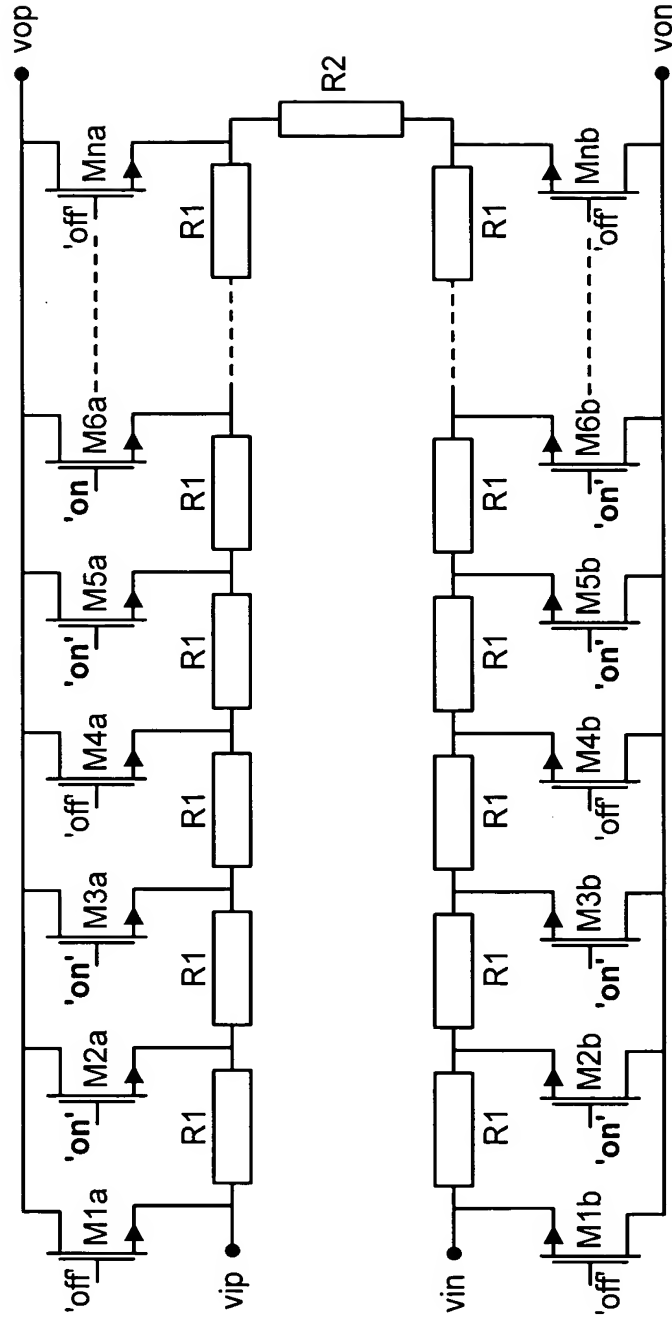 vop
M1a
M2a
M3a
M4a
M5a
M6a
Mna
'off'
'on'
'on'
'off'
'on'
'on
'off'
R1
R1
R1
R1
R1
R1
vip
R2
vin
R1
R1
R1
R1
R1
R1
M1b
M2b
M3b
M4b
M5b
M6b
Mnb
'off'
'on'
'on'
'off'
'on'
'on'
'off'
von